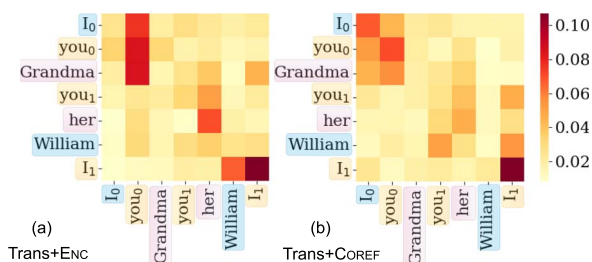 I₀
you₀
Grandma
you₁
her
William
I₁
I₀
you₀
Grandma
you₁
her
William
I₁
(a)
Trans+ENC
I₀
you₀
Grandma
you₁
her
William
I₁
I₀
you₀
Grandma
you₁
her
William
I₁
(b)
Trans+COREF
0.10
0.08
0.06
0.04
0.02